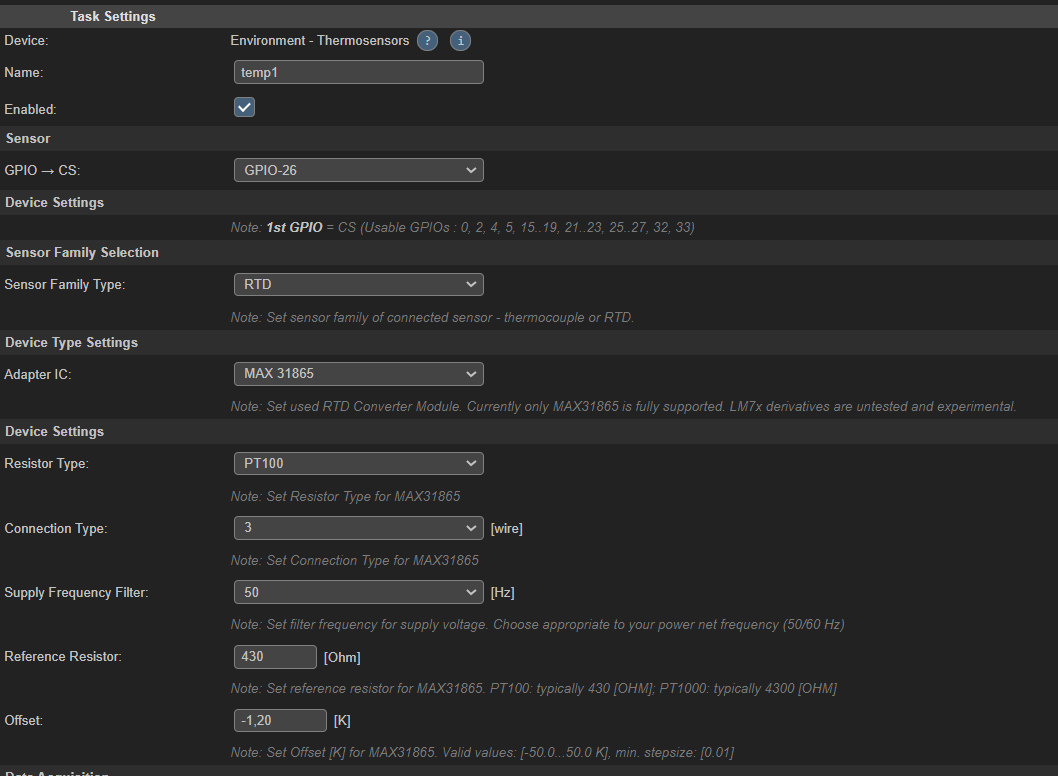 Task Settings
Device: Environment - Thermosensors ? i
Name: temp1
Enabled:
Sensor
GPIO → CS: GPIO-26
Device Settings
Note: 1st GPIO = CS (Usable GPIOs : 0, 2, 4, 5, 15..19, 21..23, 25..27, 32, 33)
Sensor Family Selection
Sensor Family Type: RTD
Note: Set sensor family of connected sensor - thermocouple or RTD.
Device Type Settings
Adapter IC: MAX 31865
Note: Set used RTD Converter Module. Currently only MAX31865 is fully supported. LM7x derivatives are untested and experimental.
Device Settings
Resistor Type: PT100
Note: Set Resistor Type for MAX31865
Connection Type: 3 [wire]
Note: Set Connection Type for MAX31865
Supply Frequency Filter: 50 [Hz]
Note: Set filter frequency for supply voltage. Choose appropriate to your power net frequency (50/60 Hz)
Reference Resistor: 430 [Ohm]
Note: Set reference resistor for MAX31865. PT100: typically 430 [OHM]; PT1000: typically 4300 [OHM]
Offset: -1,20 [K]
Note: Set Offset [K] for MAX31865. Valid values: [-50.0...50.0 K], min. stepsize: [0.01]
Data Acquisition